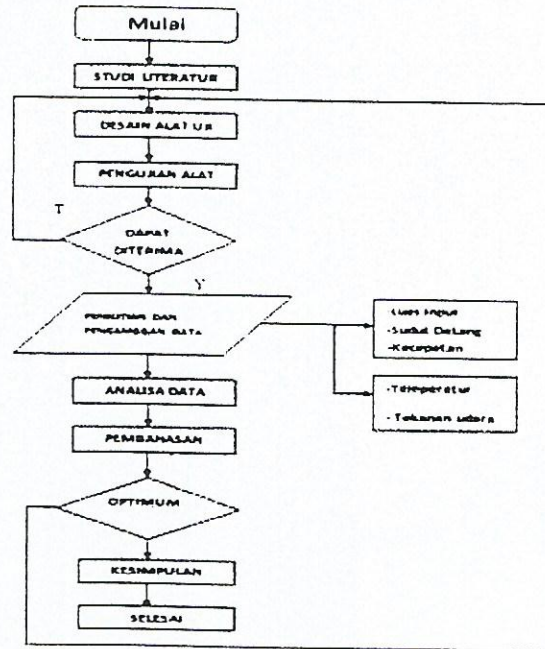 Mulai
STUDI LITERATUR
DESAIN ALAT UJI
PENGUJIAN ALAT
T
DAPAT
DITERIMA
Y
PENELITIAN DAN
PENGAMBILAN DATA
-Luas Input
-Sudut Datang
-Kecepatan
-Temperatur
- Tekanan udara
ANALISA DATA
PEMBAHASAN
OPTIMUM
KESIMPULAN
SELESAI